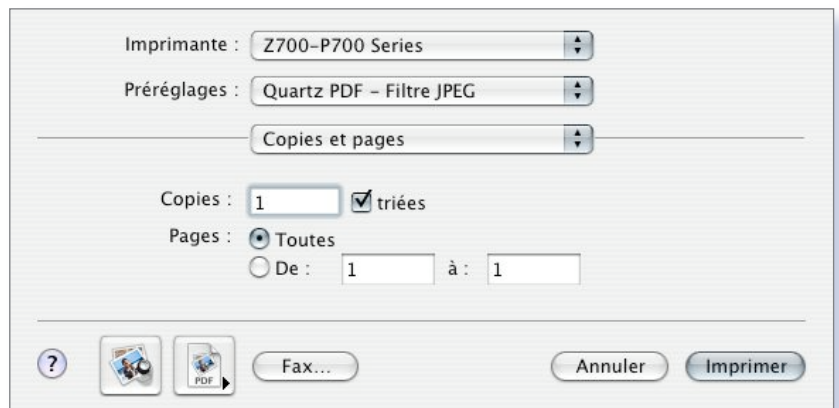 Imprimante : Z700-P700 Series
Préréglages : Quartz PDF - Filtre JPEG
Copies et pages
Copies : 1 triées
Pages : Toutes
De : 1 à : 1
? PDF Fax... Annuler Imprimer